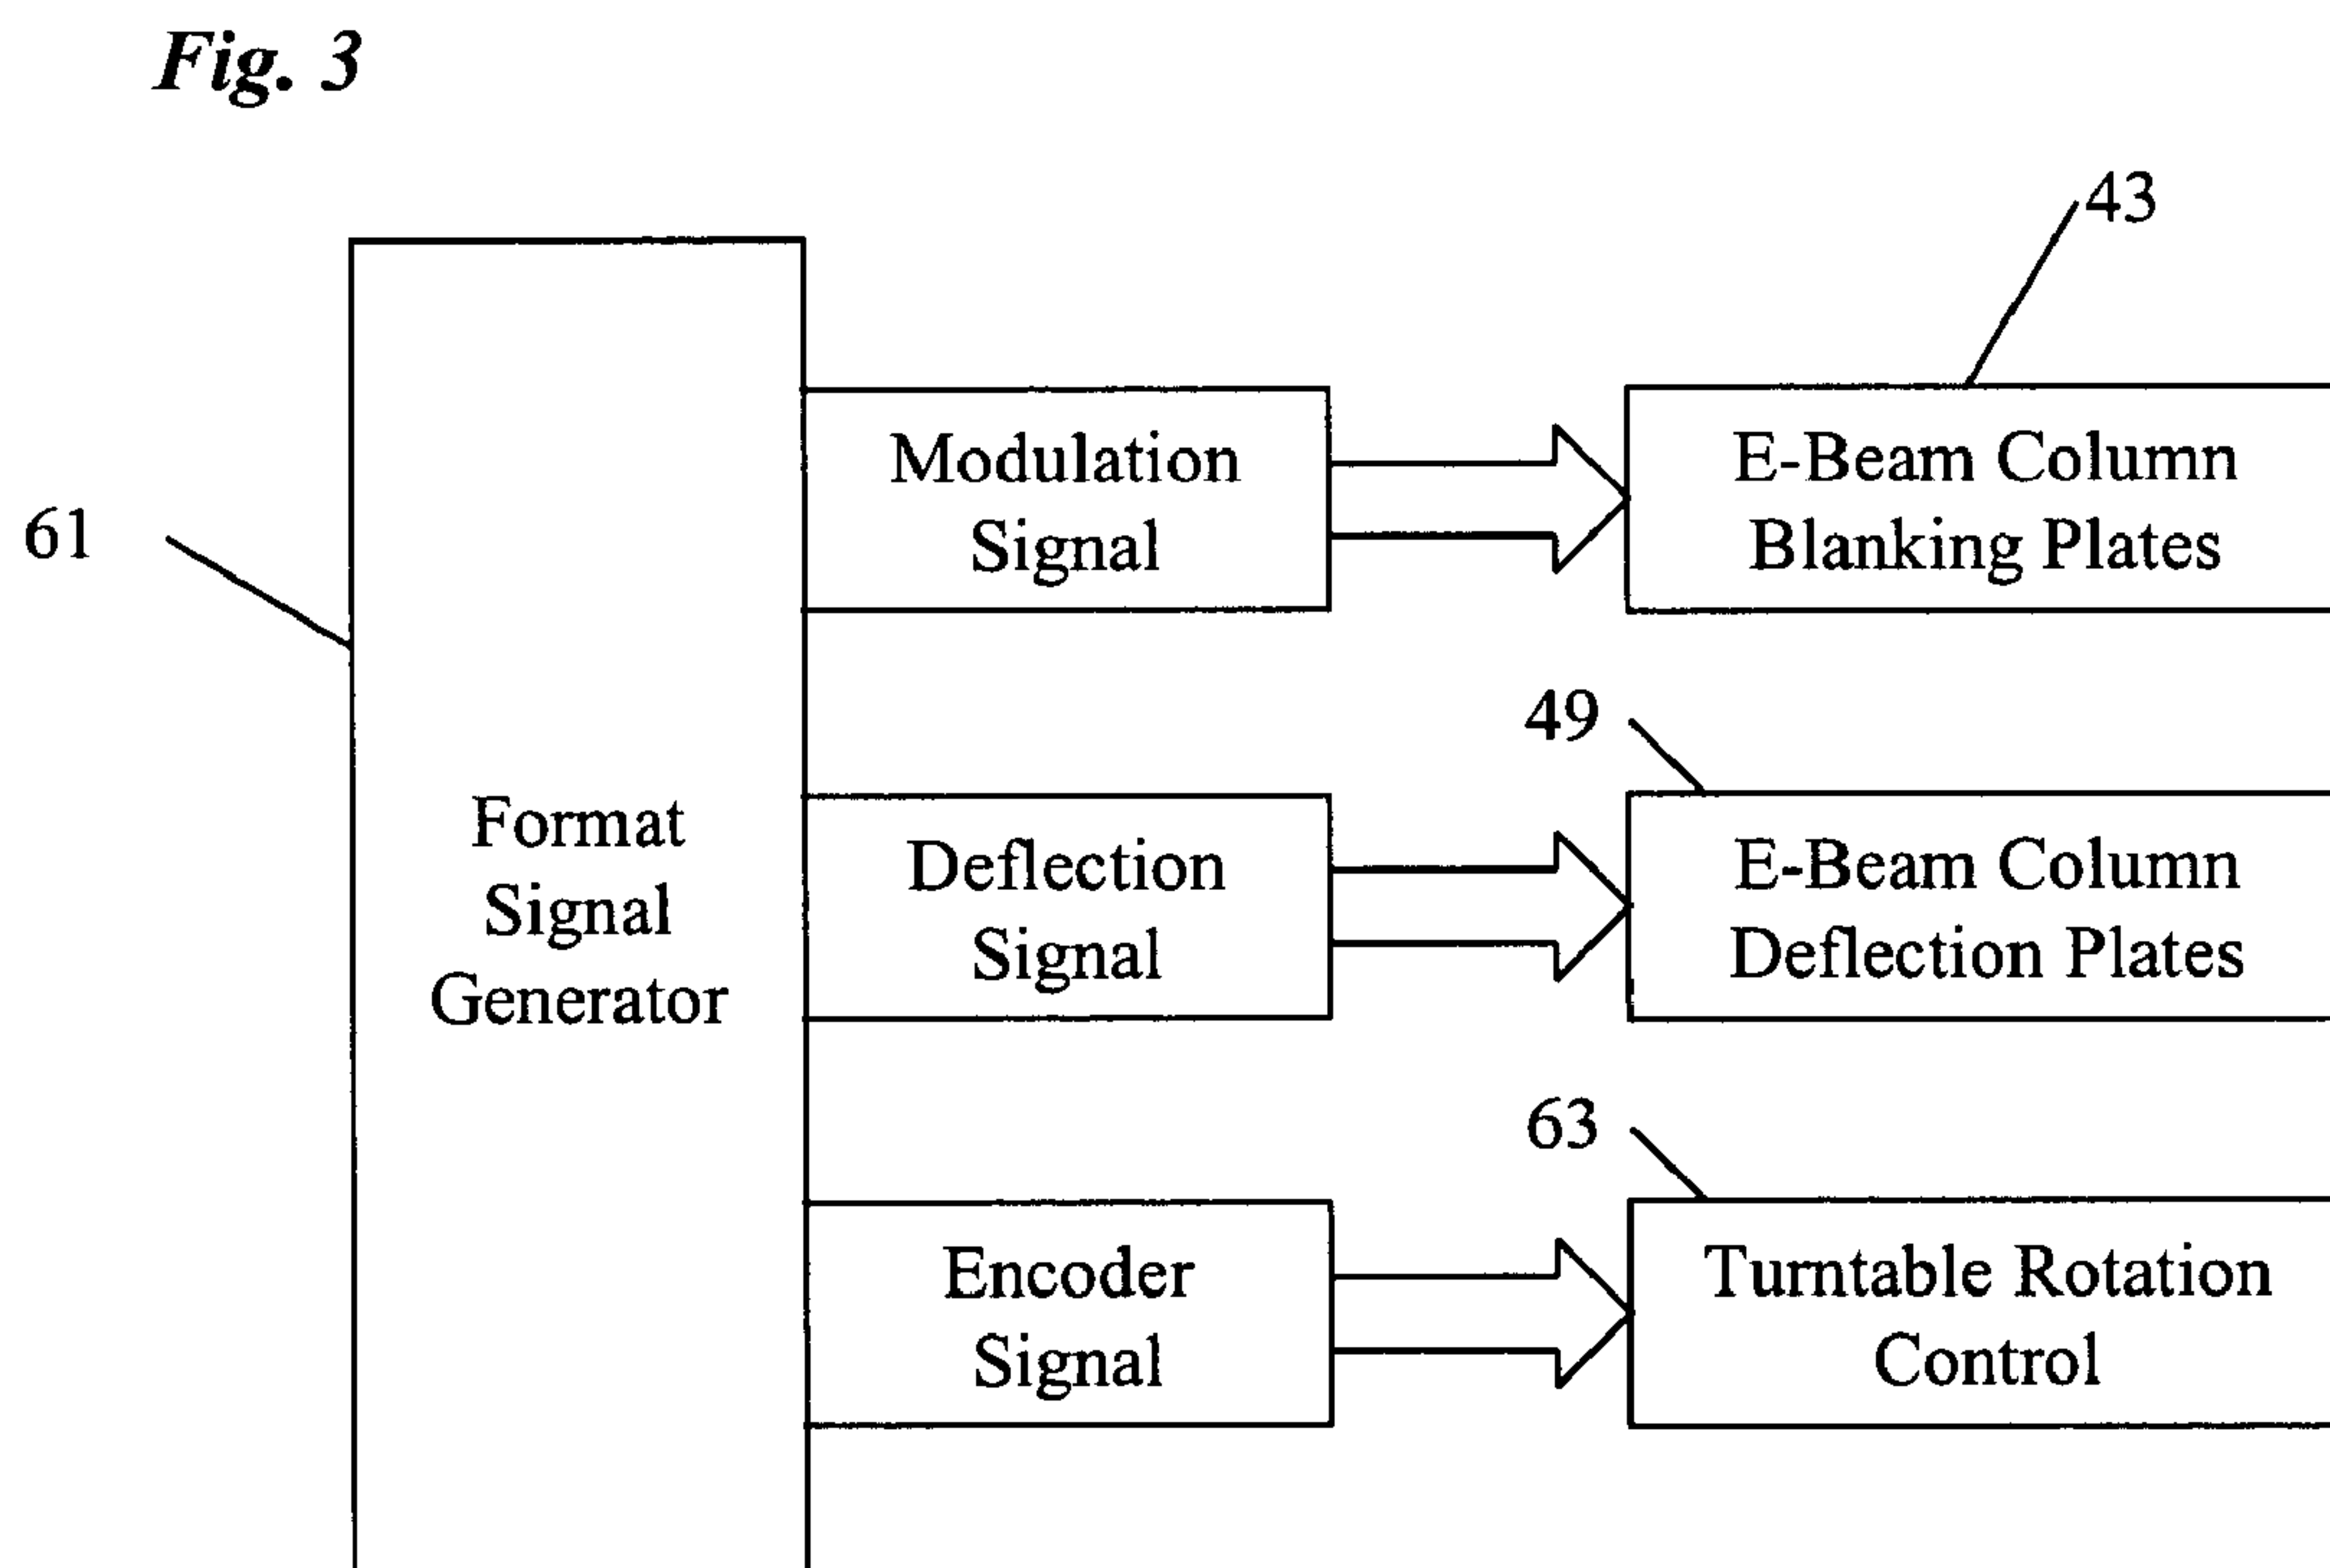 Fig. 3
43
61
Modulation
Signal
E-Beam Column
Blanking Plates
49
Format
Signal
Generator
Deflection
Signal
E-Beam Column
Deflection Plates
63
Encoder
Signal
Turntable Rotation
Control